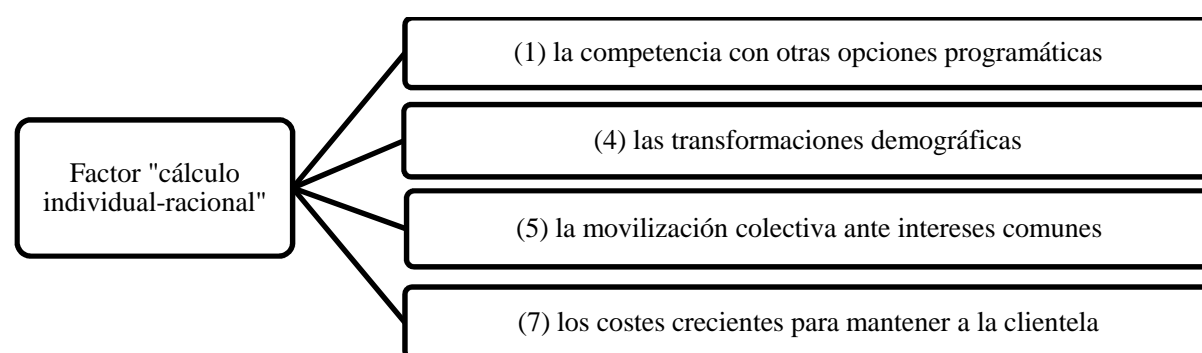 (1) la competencia con otras opciones programáticas
(4) las transformaciones demográficas
Factor "cálculo
individual-racional"
(5) la movilización colectiva ante intereses comunes
(7) los costes crecientes para mantener a la clientela